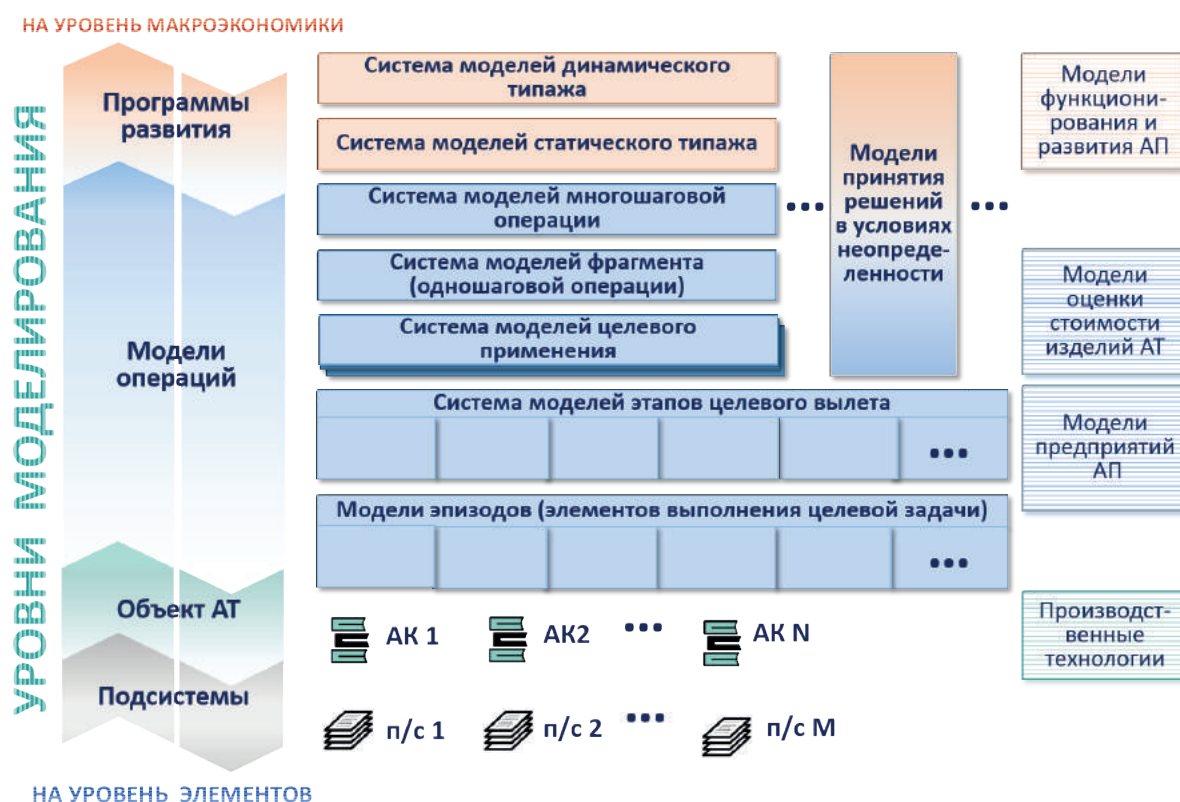 НА УРОВЕНЬ МАКРОЭКОНОМИКИ
УРОВНИ МОДЕЛИРОВАНИЯ
Программы
развития
Модели
операций
Объект АТ
Подсистемы
НА УРОВЕНЬ ЭЛЕМЕНТОВ
Система моделей динамического
типажа
Система моделей статического типажа
Система моделей многошаговой
операции
Система моделей фрагмента
(одношаговой операции)
Система моделей целевого
применения
...
Модели
принятия
решений
в условиях
неопреде-
ленности
...
Система моделей этапов целевого вылета
...
Модели эпизодов (элементов выполнения целевой задачи)
...
АК 1
АК2
...
АК N
п/с 1
п/с 2
...
п/с М
Модели
функциони-
рования и
развития АП
Модели
оценки
стоимости
изделий АТ
Модели
предприятий
АП
Производст-
венные
технологии